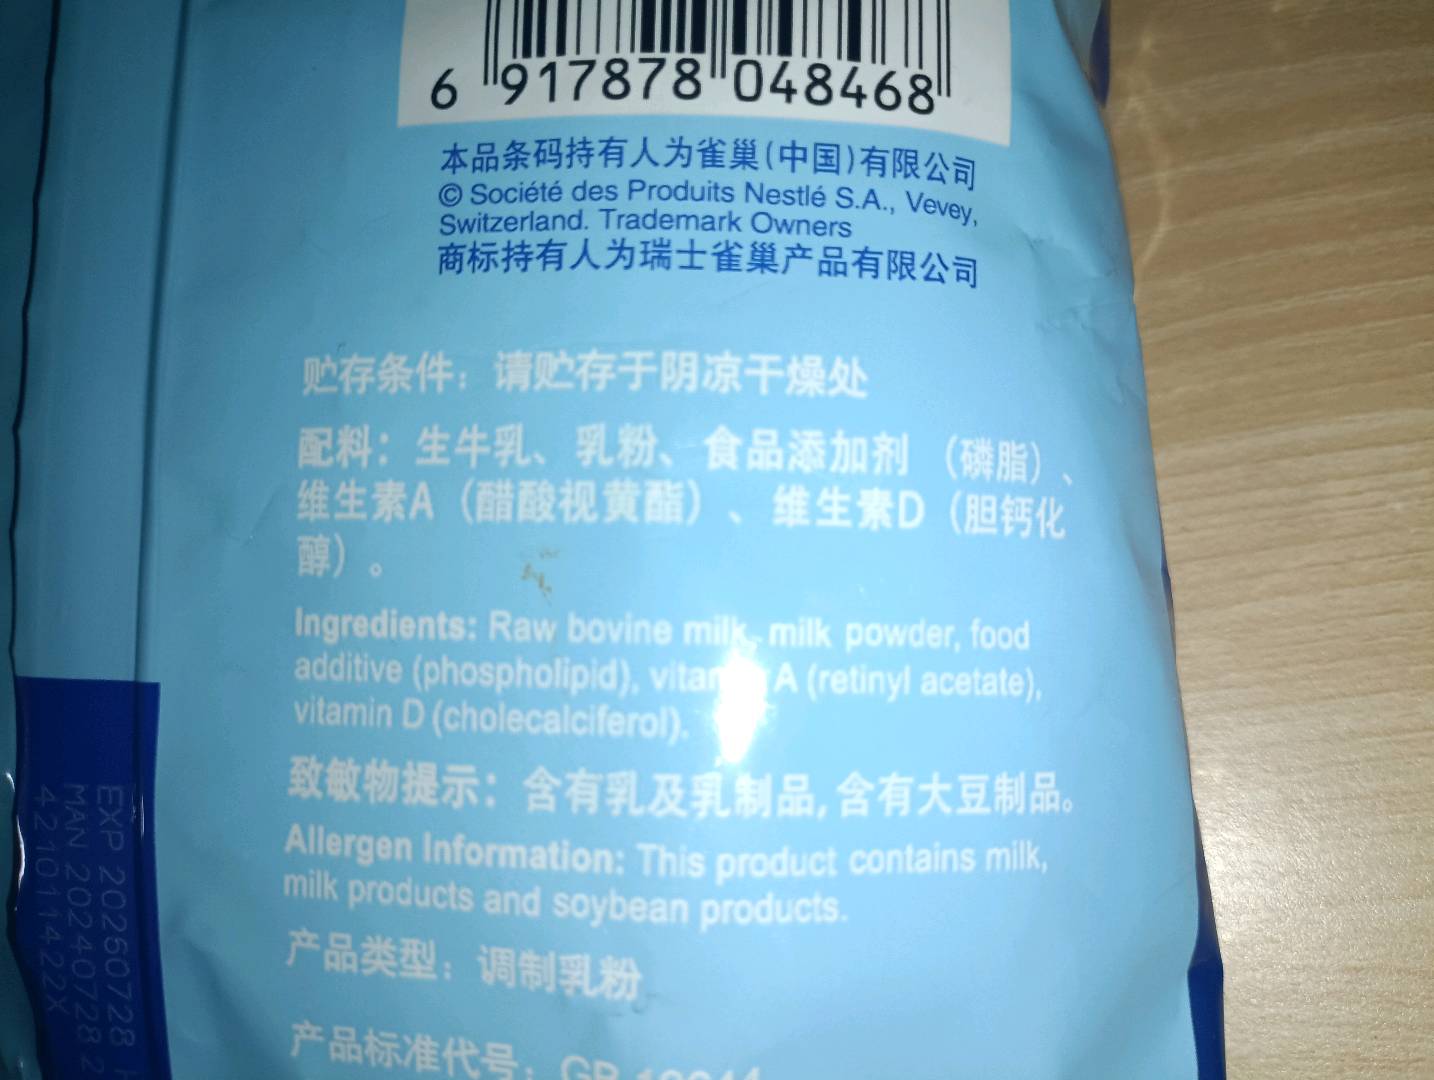 6 917878 048468
本品条码持有人为雀巢(中国)有限公司
© Société des Produits Nestlé S.A., Vevey,
Switzerland. Trademark Owners
商标持有人为瑞士雀巢产品有限公司
贮存条件：请贮存于阴凉干燥处
配料：生牛乳、乳粉、食品添加剂（磷脂）、
维生素A（醋酸视黄酯）、维生素D（胆钙化
醇）。
Ingredients: Raw bovine milk, milk powder, food
additive (phospholipid), A (retinyl acetate),
vitamin D (cholecalciferol).
致敏物提示：含有乳及乳制品,含有大豆制品。
Allergen Information: This product contains milk,
milk products and soybean products.
产品类型：调制乳粉
产品标准代号：GB
MAN 20240728 2